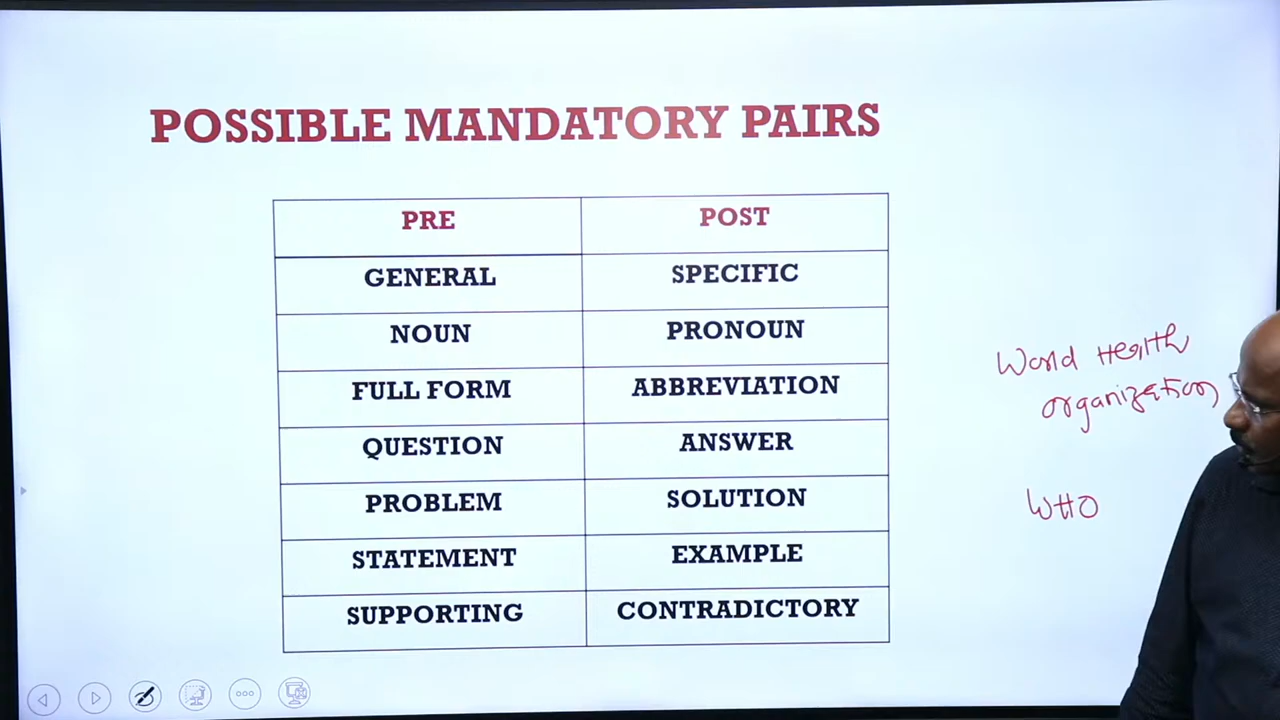 POSSIBLE MANDATORY PAIRS
PRE POST
GENERAL SPECIFIC
NOUN PRONOUN
FULL FORM ABBREVIATION
QUESTION ANSWER
PROBLEM SOLUTION
STATEMENT EXAMPLE
SUPPORTING CONTRADICTORY
World Health
organization
WHO